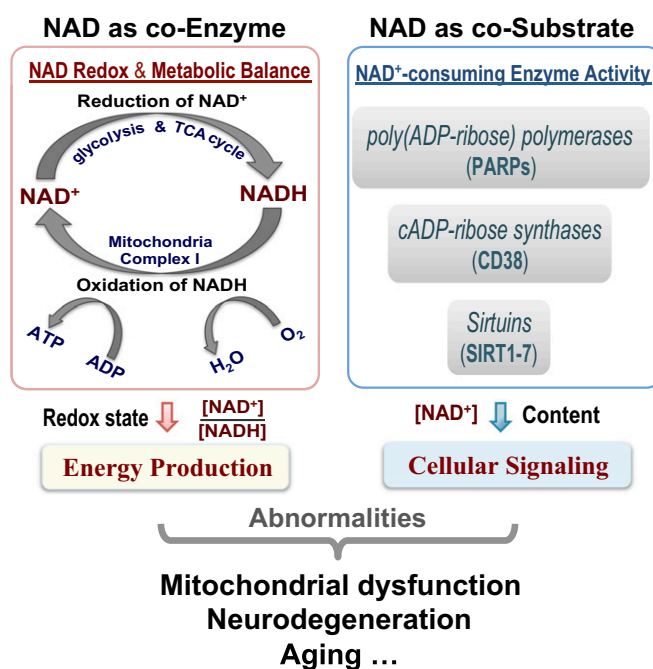 NAD as co-Enzyme
NAD Redox & Metabolic Balance
Reduction of NAD⁺
glycolysis & TCA cycle
NAD⁺
NADH
Mitochondria
Complex I
Oxidation of NADH
ATP
ADP
H₂O
O₂
Redox state
[NAD⁺]
[NADH]
Energy Production
NAD as co-Substrate
NAD⁺-consuming Enzyme Activity
poly(ADP-ribose) polymerases
(PARPs)
cADP-ribose synthases
(CD38)
Sirtuins
(SIRT1-7)
[NAD⁺]
Content
Cellular Signaling
Abnormalities
Mitochondrial dysfunction
Neurodegeneration
Aging ...